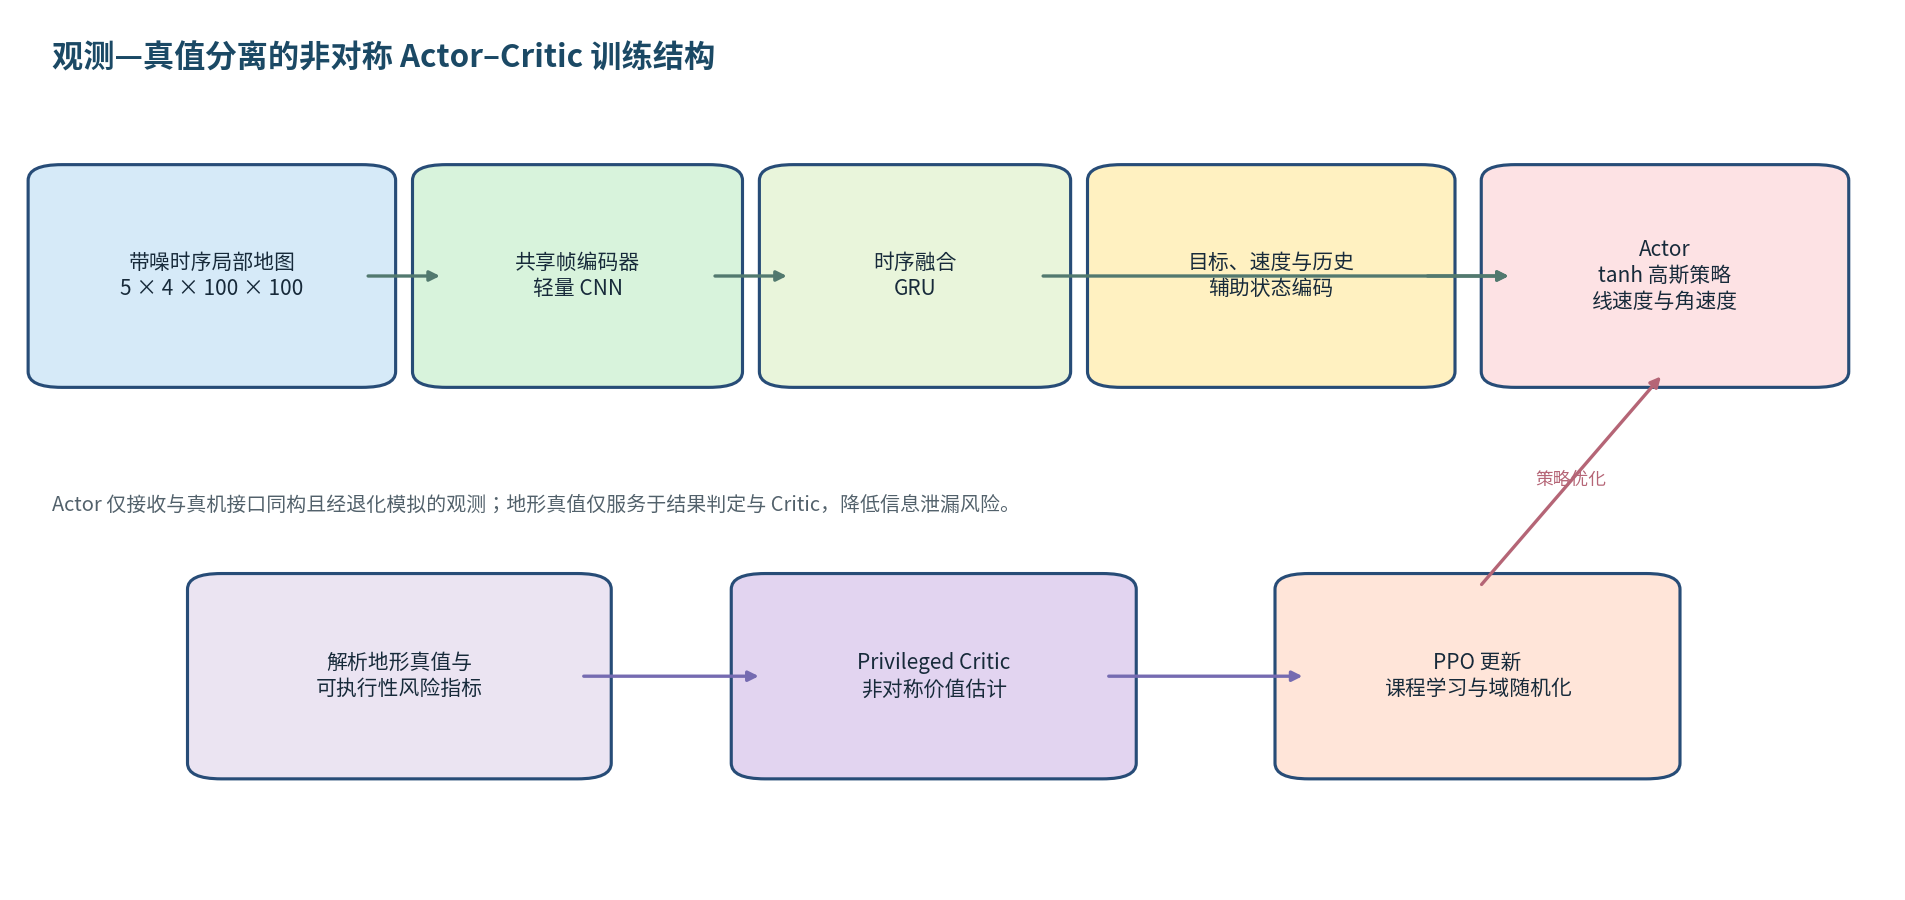 观测—真值分离的非对称 Actor–Critic 训练结构
带噪时序局部地图
5 × 4 × 100 × 100
共享帧编码器
轻量 CNN
时序融合
GRU
目标、速度与历史
辅助状态编码
Actor
tanh 高斯策略
线速度与角速度
策略优化
Actor 仅接收与真机接口同构且经退化模拟的观测；地形真值仅服务于结果判定与 Critic，降低信息泄漏风险。
解析地形真值与
可执行性风险指标
Privileged Critic
非对称价值估计
PPO 更新
课程学习与域随机化